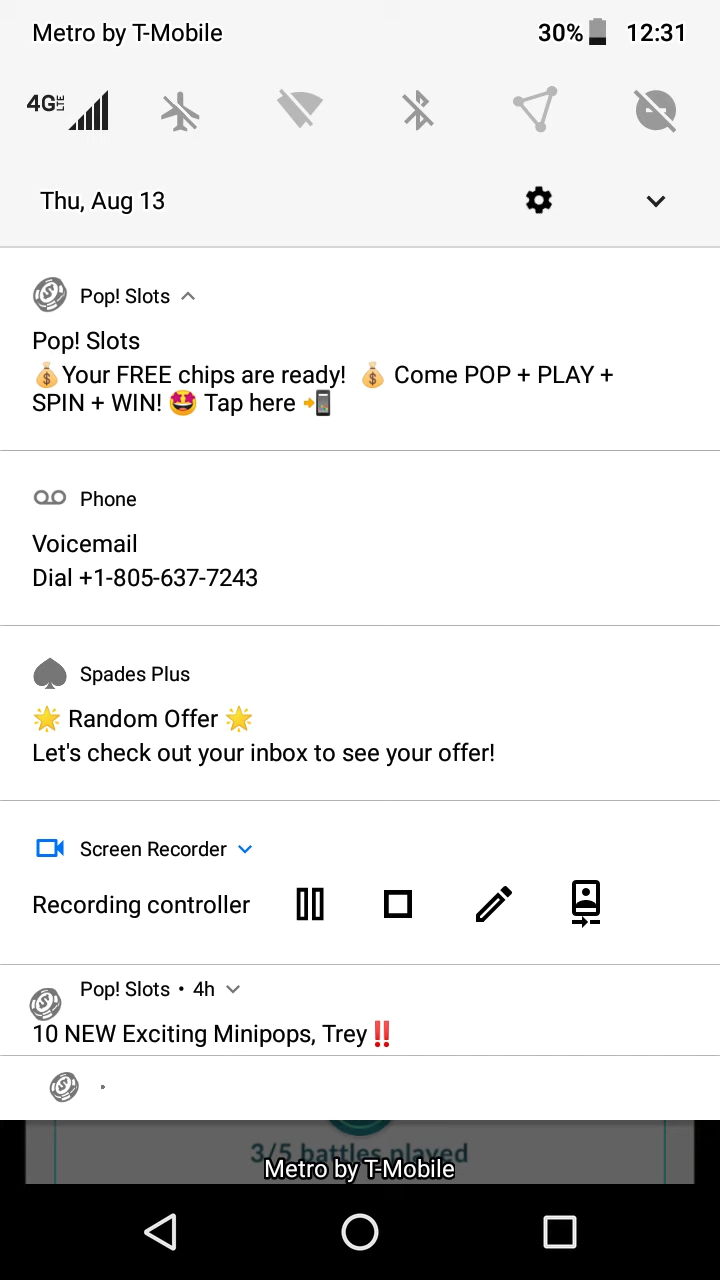 Metro by T-Mobile 30% 12:31
4G LTE
Thu, Aug 13
Pop! Slots
Pop! Slots
💰Your FREE chips are ready! 💰 Come POP + PLAY +
SPIN + WIN! 🤩 Tap here 📲
Phone
Voicemail
Dial +1-805-637-7243
Spades Plus
🌟 Random Offer 🌟
Let's check out your inbox to see your offer!
Screen Recorder
Recording controller
Pop! Slots • 4h
10 NEW Exciting Minipops, Trey‼️
3/5 battles played
Metro by T-Mobile